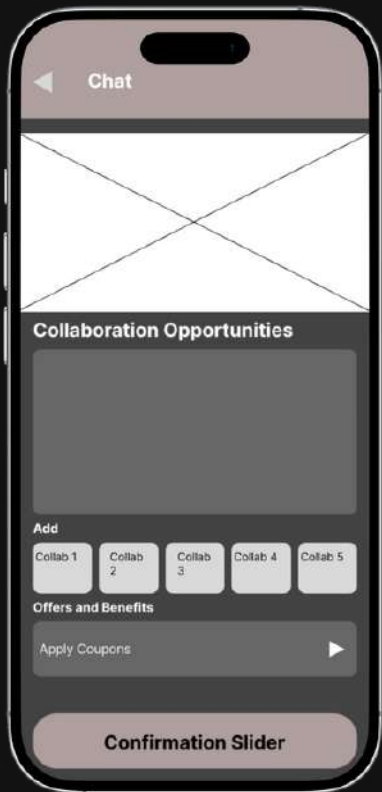 Chat
Collaboration Opportunities
Add
Collab 1
Collab
2
Collab
3
Collab 4
Collab 5
Offers and Benefits
Apply Coupons
Confirmation Slider